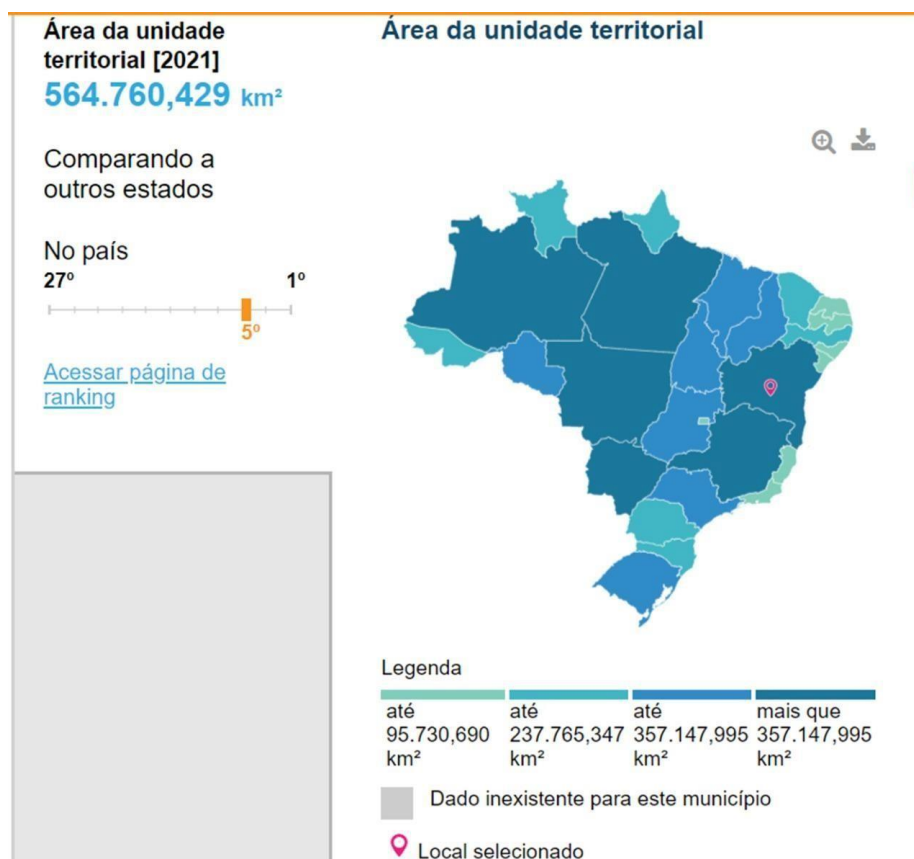 Área da unidade
territorial [2021]
564.760,429 km²
Comparando a
outros estados
No país
27º
1º
5º
Acessar página de
ranking
Área da unidade territorial
Legenda
até
95.730,690
km²
até
237.765,347
km²
até
357.147,995
km²
mais que
357.147,995
km²
Dado inexistente para este município
Local selecionado